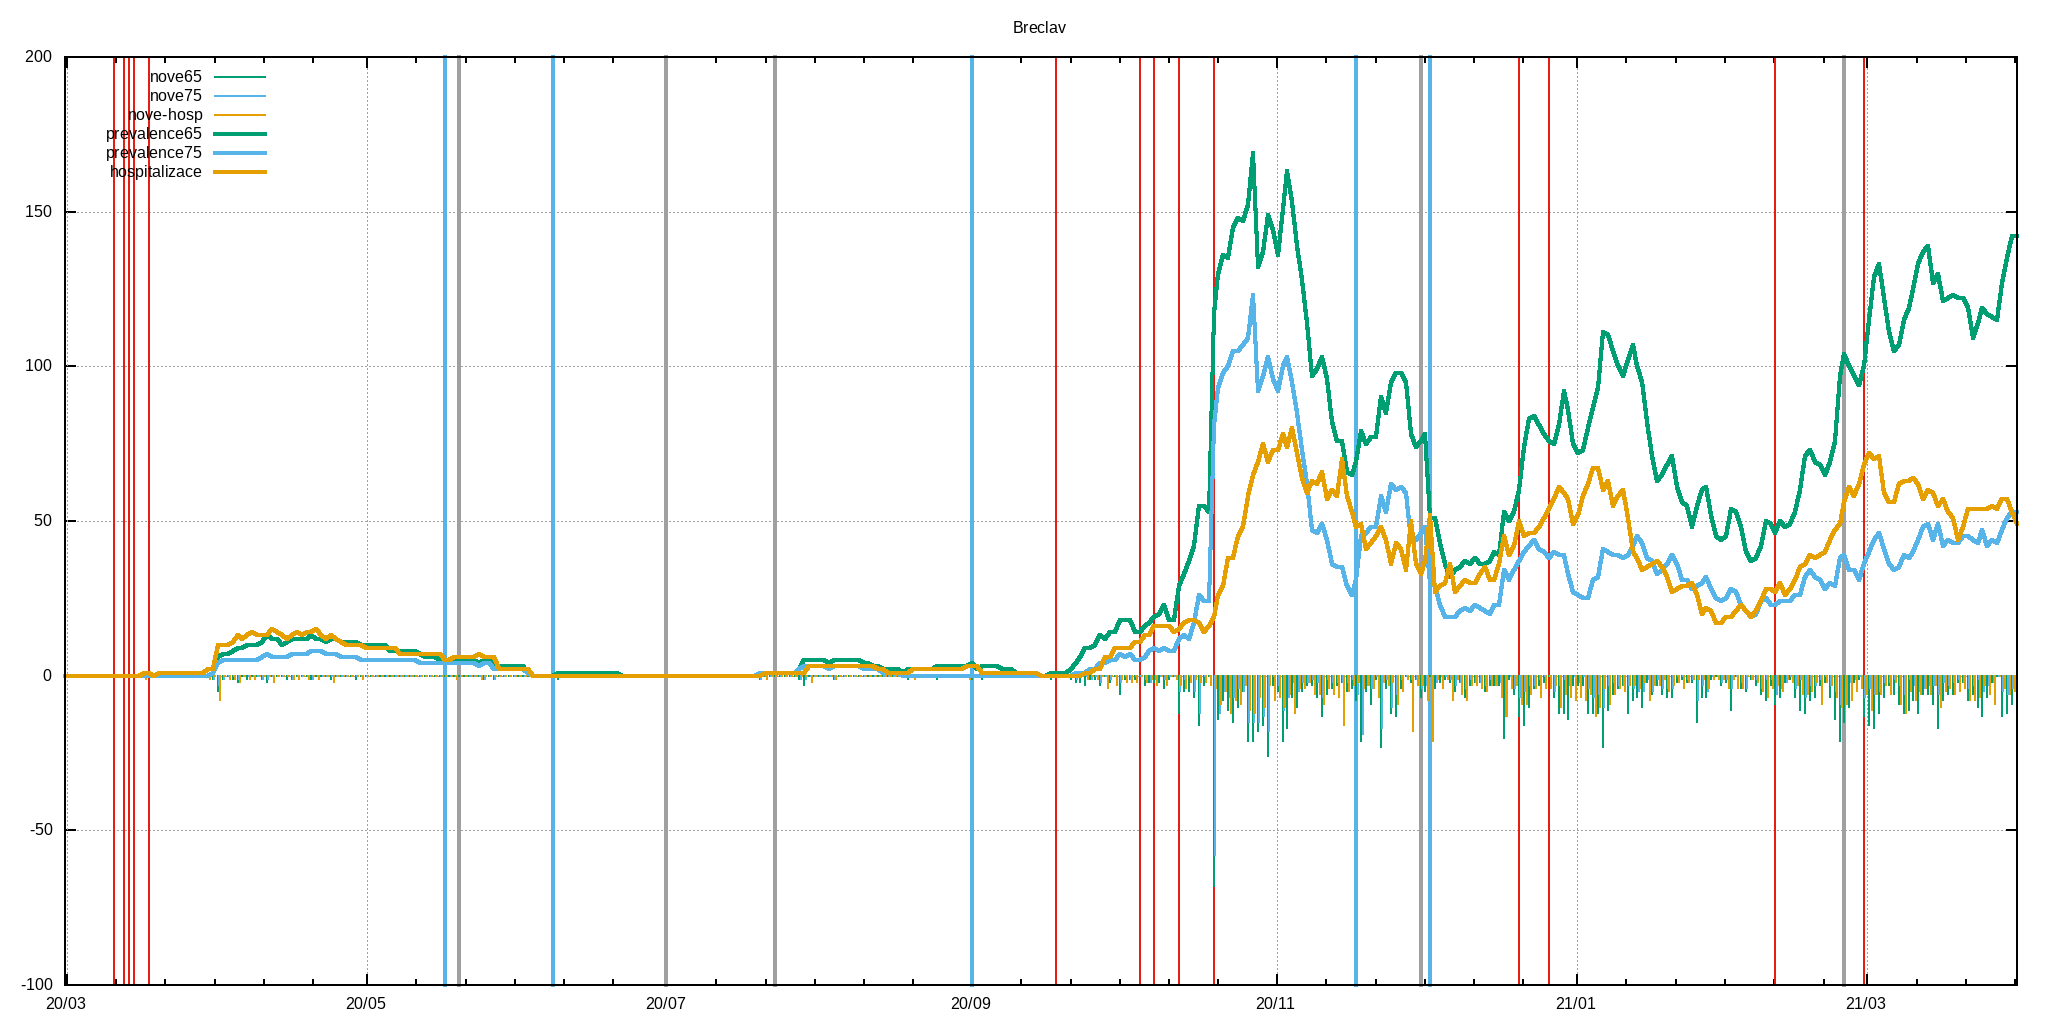 Breclav
200
150
100
50
0
-50
-100
nove65
nove75
nove-hosp
prevalence65
prevalence75
hospitalizace
20/03 20/05 20/07 20/09 20/11 21/01 21/03